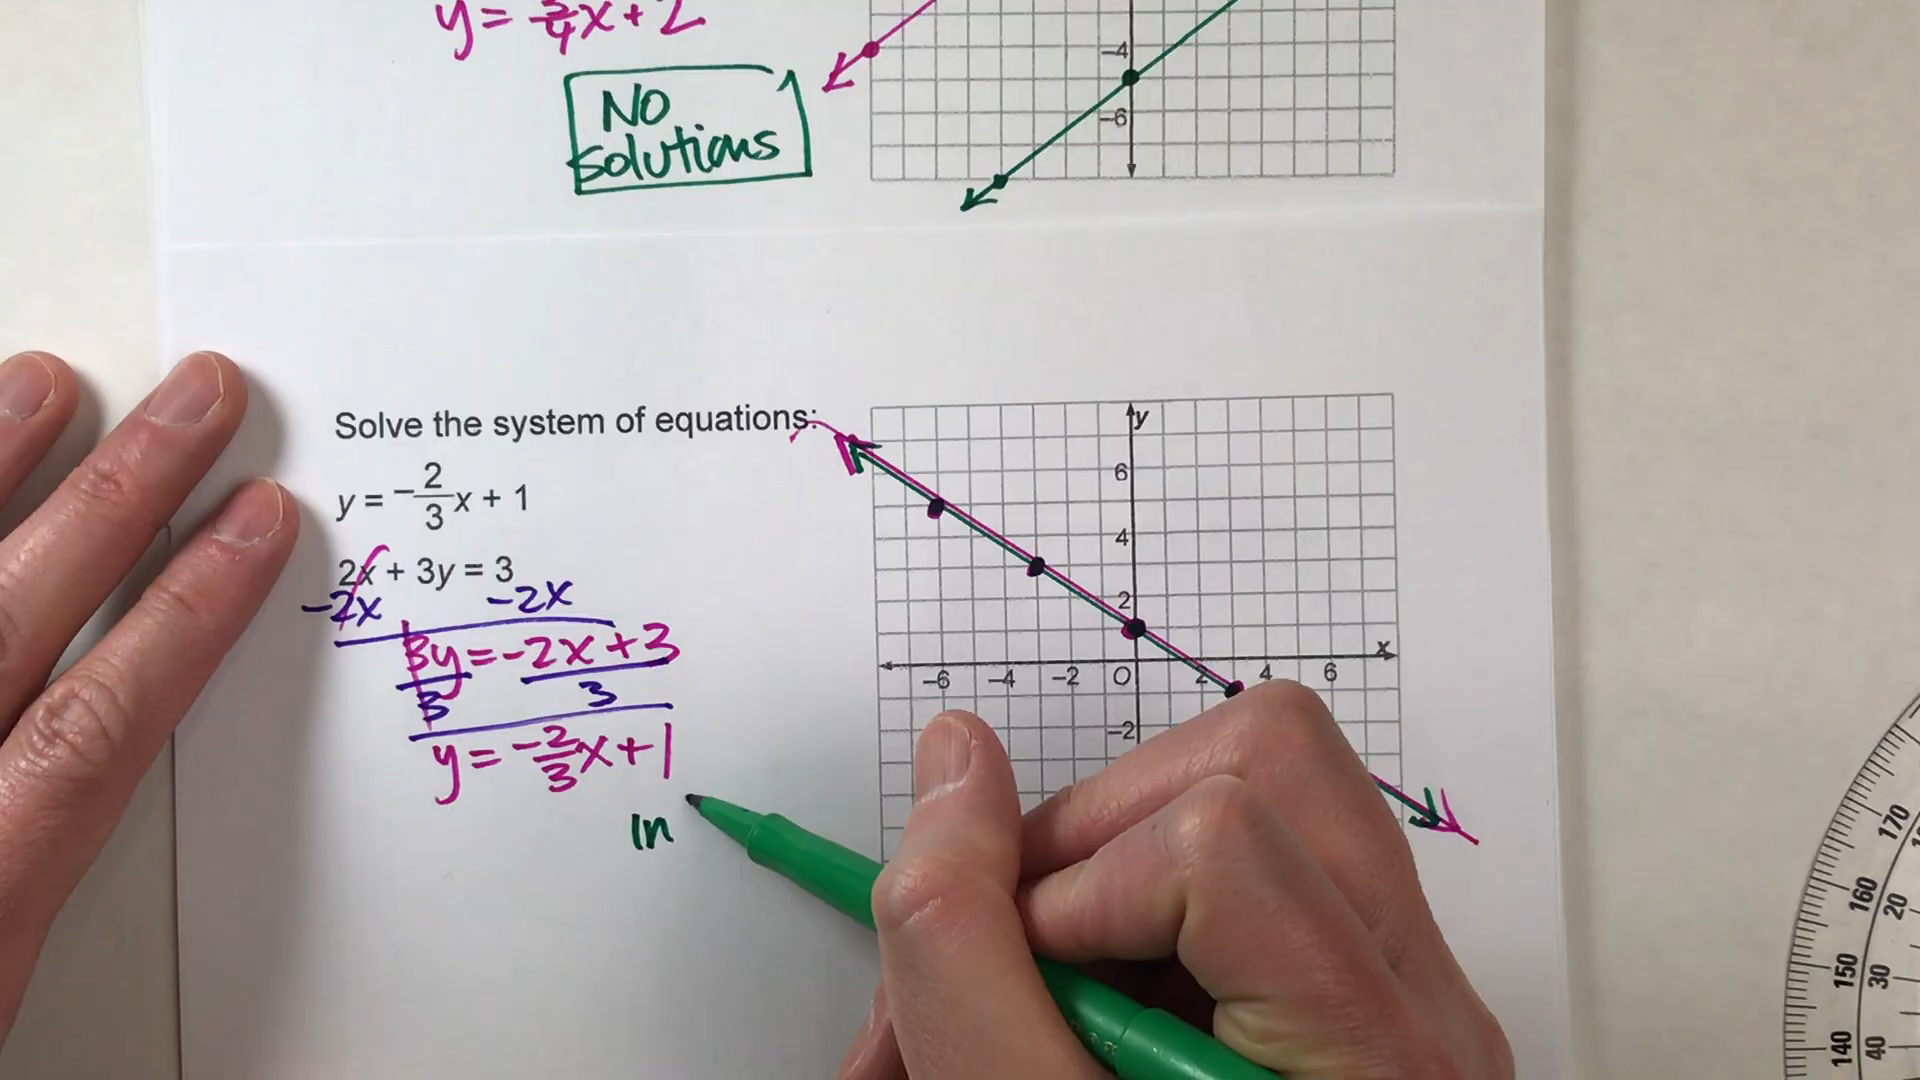 y = 3/4x + 2
No
solutions
-4
-6
Solve the system of equations:
y = -2/3x + 1
2x + 3y = 3
-2x -2x
3y = -2x + 3
3 3
y = -2/3x + 1
In
y
6
4
2
x
-6 -4 -2 O 2 4 6
-2
170
160
20
150
30
140
40